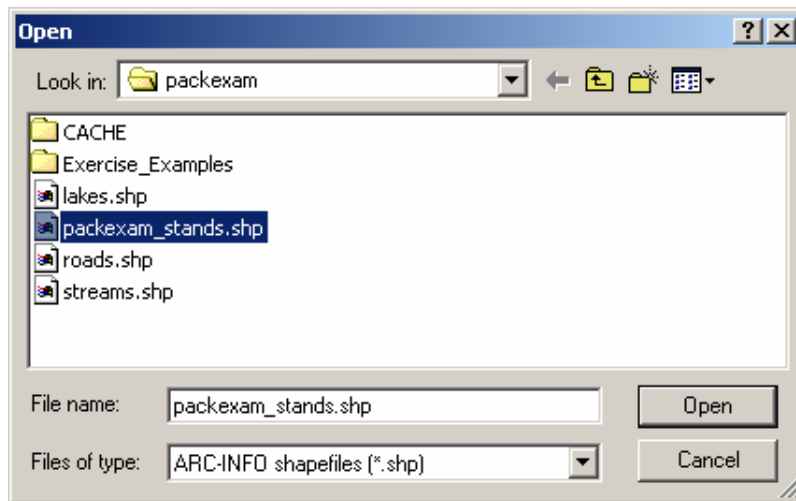 Open
Look in: packexam
CACHE
Exercise_Examples
lakes.shp
packexam_stands.shp
roads.shp
streams.shp
File name: packexam_stands.shp Open
Files of type: ARC-INFO shapefiles (*.shp) Cancel